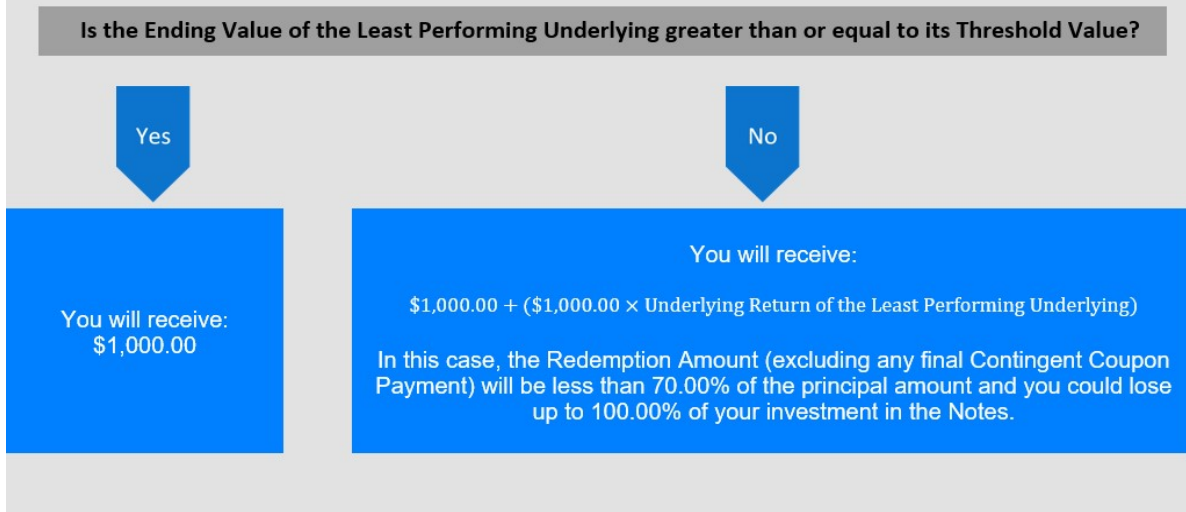 Is the Ending Value of the Least Performing Underlying greater than or equal to its Threshold Value?
Yes
No
You will receive:
$1,000.00
You will receive:
$1,000.00 + ($1,000.00 × Underlying Return of the Least Performing Underlying)
In this case, the Redemption Amount (excluding any final Contingent Coupon
Payment) will be less than 70.00% of the principal amount and you could lose
up to 100.00% of your investment in the Notes.